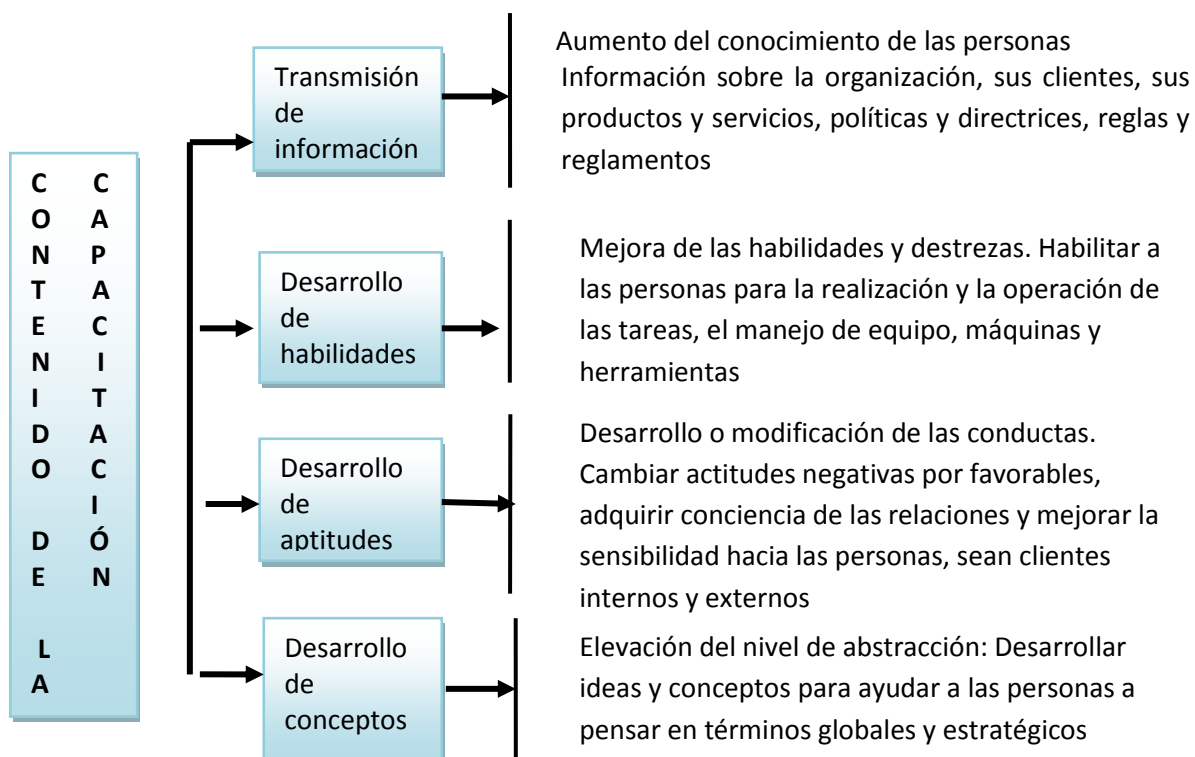 CONTENIDO DE LA
CAPACITACIÓN
Transmisión
de
información
Aumento del conocimiento de las personas
Información sobre la organización, sus clientes, sus
productos y servicios, políticas y directrices, reglas y
reglamentos
Desarrollo
de
habilidades
Mejora de las habilidades y destrezas. Habilitar a
las personas para la realización y la operación de
las tareas, el manejo de equipo, máquinas y
herramientas
Desarrollo
de
aptitudes
Desarrollo o modificación de las conductas.
Cambiar actitudes negativas por favorables,
adquirir conciencia de las relaciones y mejorar la
sensibilidad hacia las personas, sean clientes
internos y externos
Desarrollo
de
conceptos
Elevación del nivel de abstracción: Desarrollar
ideas y conceptos para ayudar a las personas a
pensar en términos globales y estratégicos